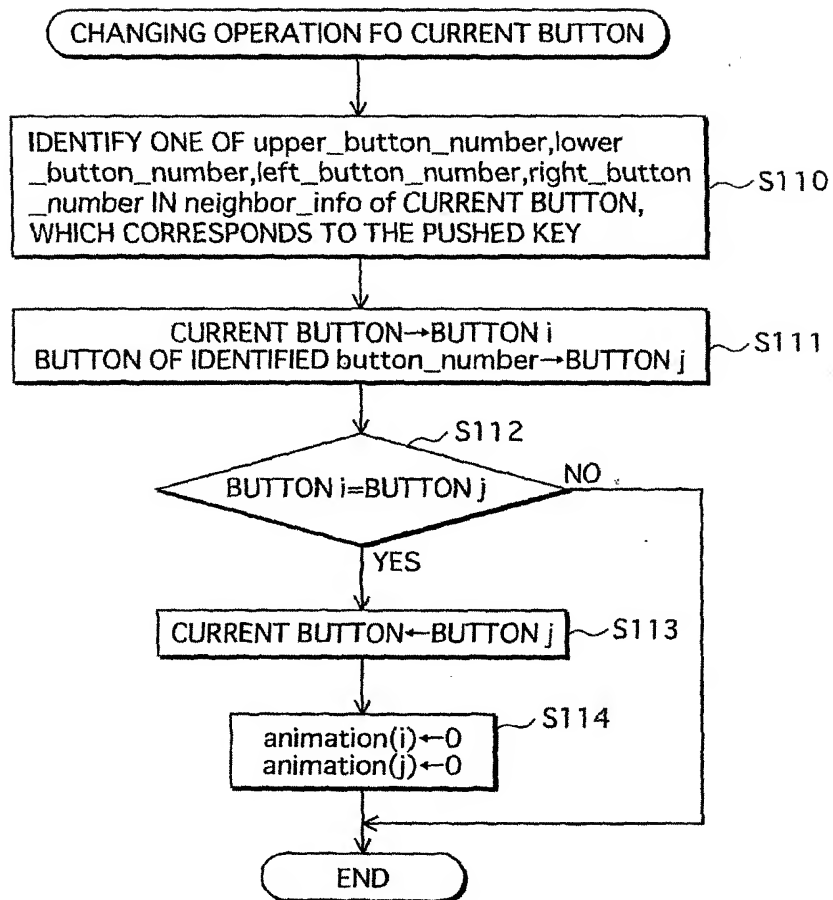 CHANGING OPERATION FO CURRENT BUTTON
IDENTIFY ONE OF upper_button_number,lower
_button_number,left_button_number,right_button
_number IN neighbor_info of CURRENT BUTTON,
WHICH CORRESPONDS TO THE PUSHED KEY
S110
CURRENT BUTTON→BUTTON i
BUTTON OF IDENTIFIED button_number→BUTTON j
S111
S112
BUTTON i=BUTTON j
NO
YES
CURRENT BUTTON←BUTTON j
S113
animation(i)←0
animation(j)←0
S114
END